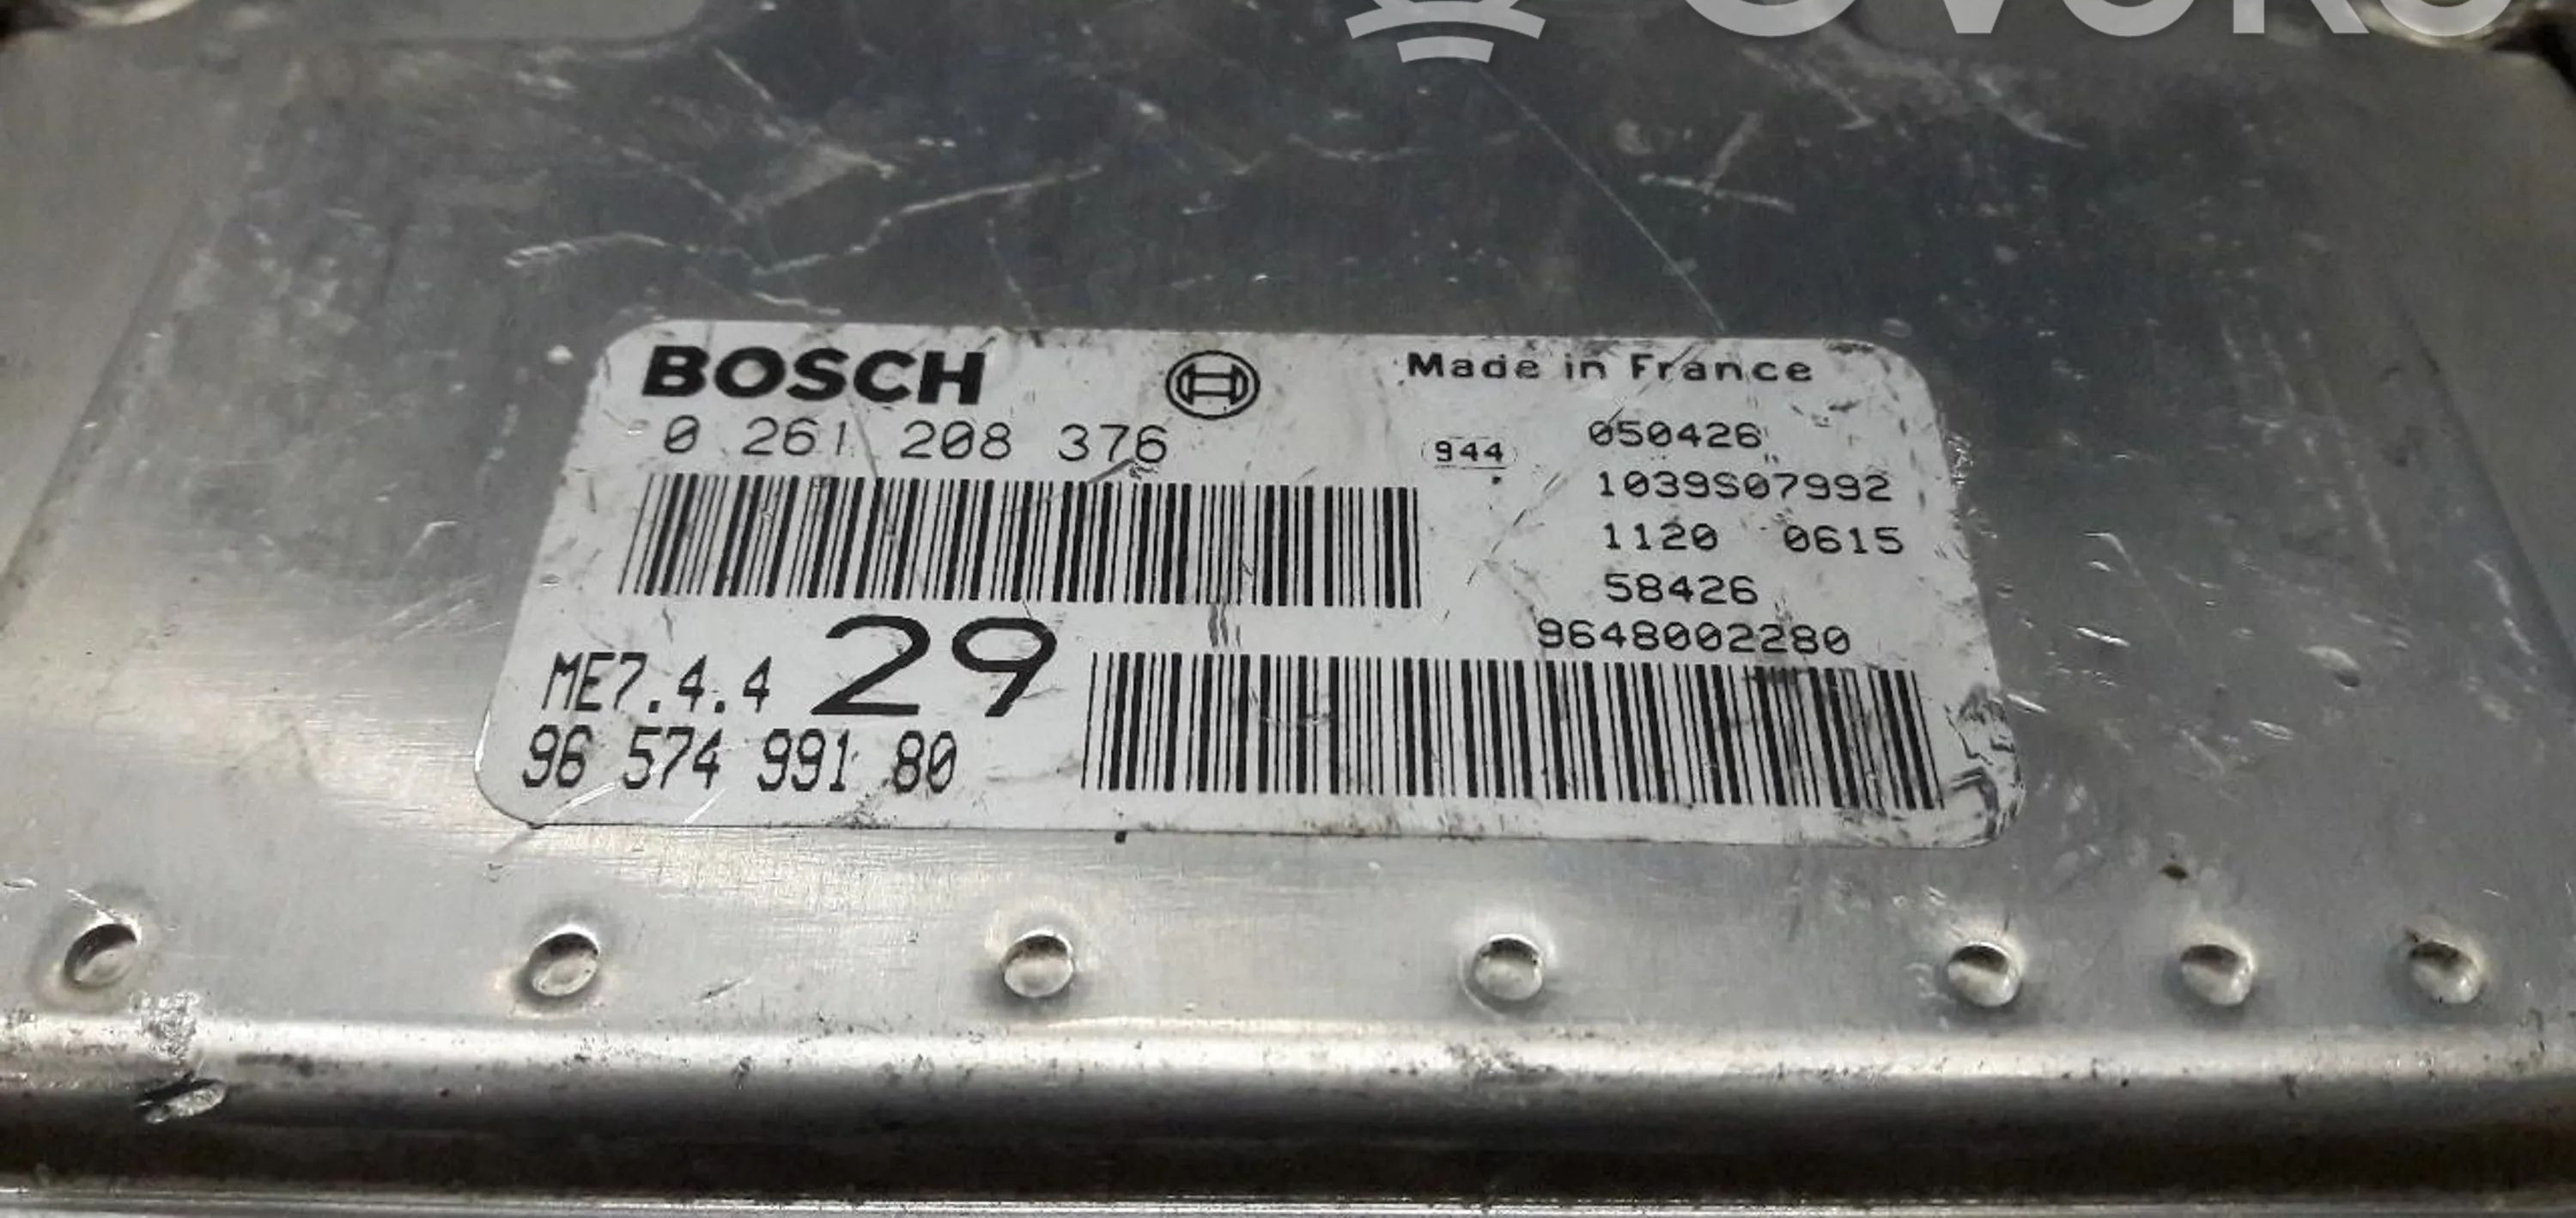 BOSCH
Made in France
0 261 208 376
944
050426
1039S07992
1120 0615
58426
9648002280
ME7.4.4 29
96 574 991 80